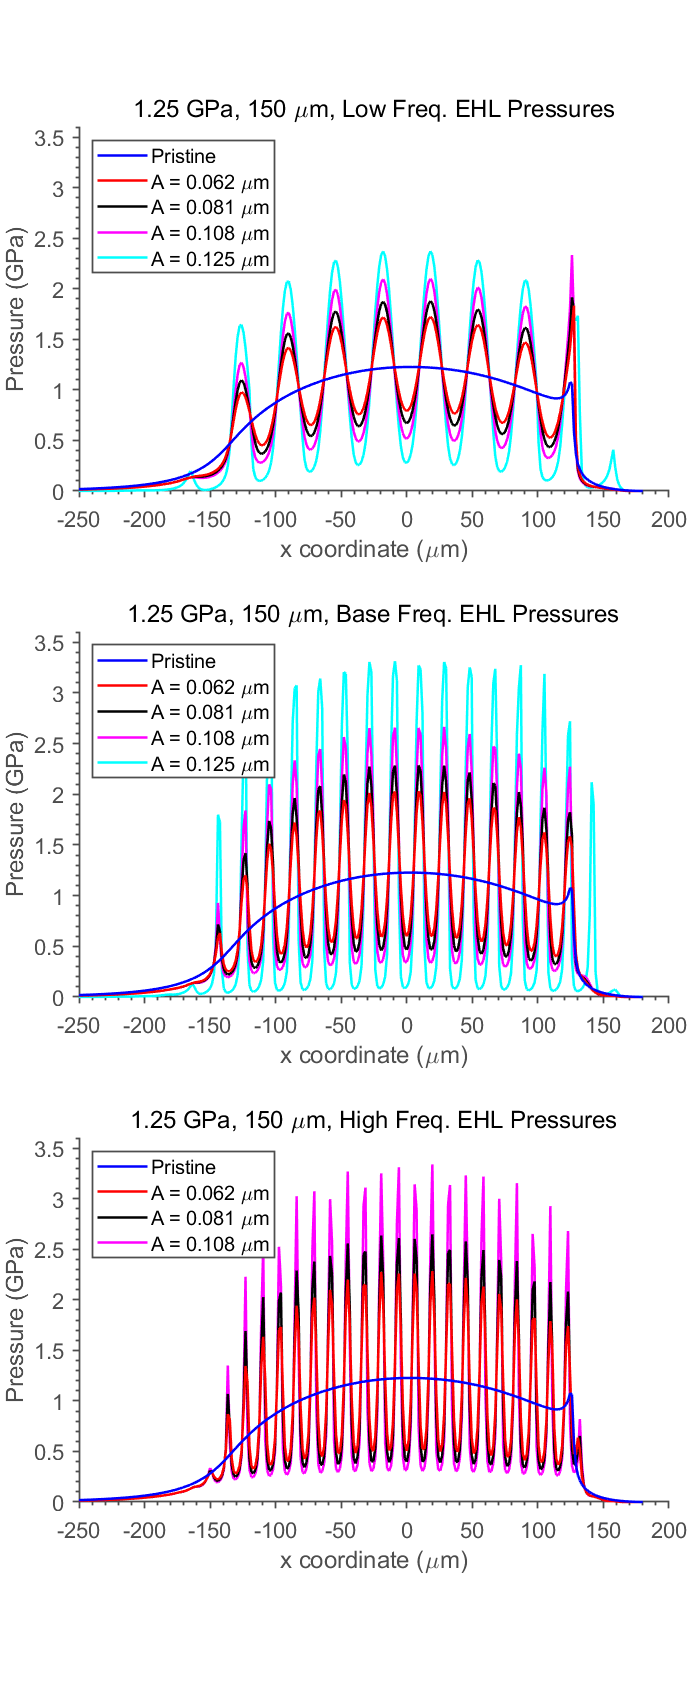 1.25 GPa, 150 μm, Low Freq. EHL Pressures
3.5
3
2.5
2
1.5
1
0.5
0
Pressure (GPa)
Pristine
A = 0.062 μm
A = 0.081 μm
A = 0.108 μm
A = 0.125 μm
-250 -200 -150 -100 -50 0 50 100 150 200
x coordinate (μm)
1.25 GPa, 150 μm, Base Freq. EHL Pressures
3.5
3
2.5
2
1.5
1
0.5
0
Pressure (GPa)
Pristine
A = 0.062 μm
A = 0.081 μm
A = 0.108 μm
A = 0.125 μm
-250 -200 -150 -100 -50 0 50 100 150 200
x coordinate (μm)
1.25 GPa, 150 μm, High Freq. EHL Pressures
3.5
3
2.5
2
1.5
1
0.5
0
Pressure (GPa)
Pristine
A = 0.062 μm
A = 0.081 μm
A = 0.108 μm
-250 -200 -150 -100 -50 0 50 100 150 200
x coordinate (μm)